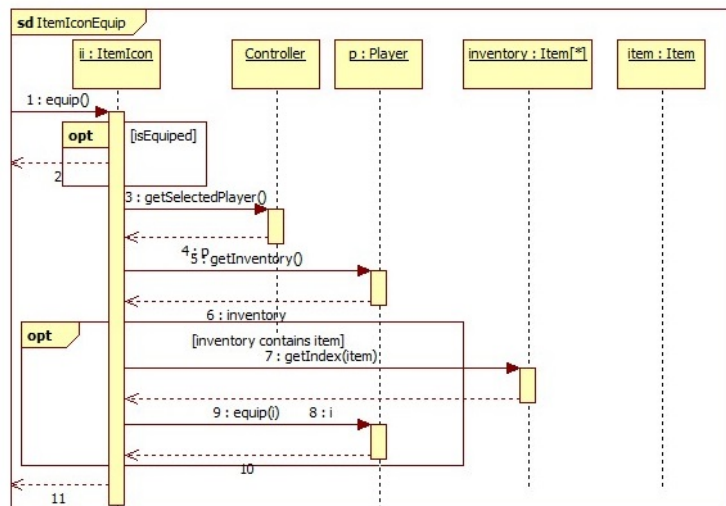 sd ItemIconEquip
ii : ItemIcon
Controller
p : Player
inventory : Item[*]
item : Item
1 : equip()
opt
[isEquiped]
2
3 : getSelectedPlayer()
4 : p
5 : getInventory()
6 : inventory
opt
[inventory contains item]
7 : getIndex(item)
9 : equip(i)
8 : i
10
11